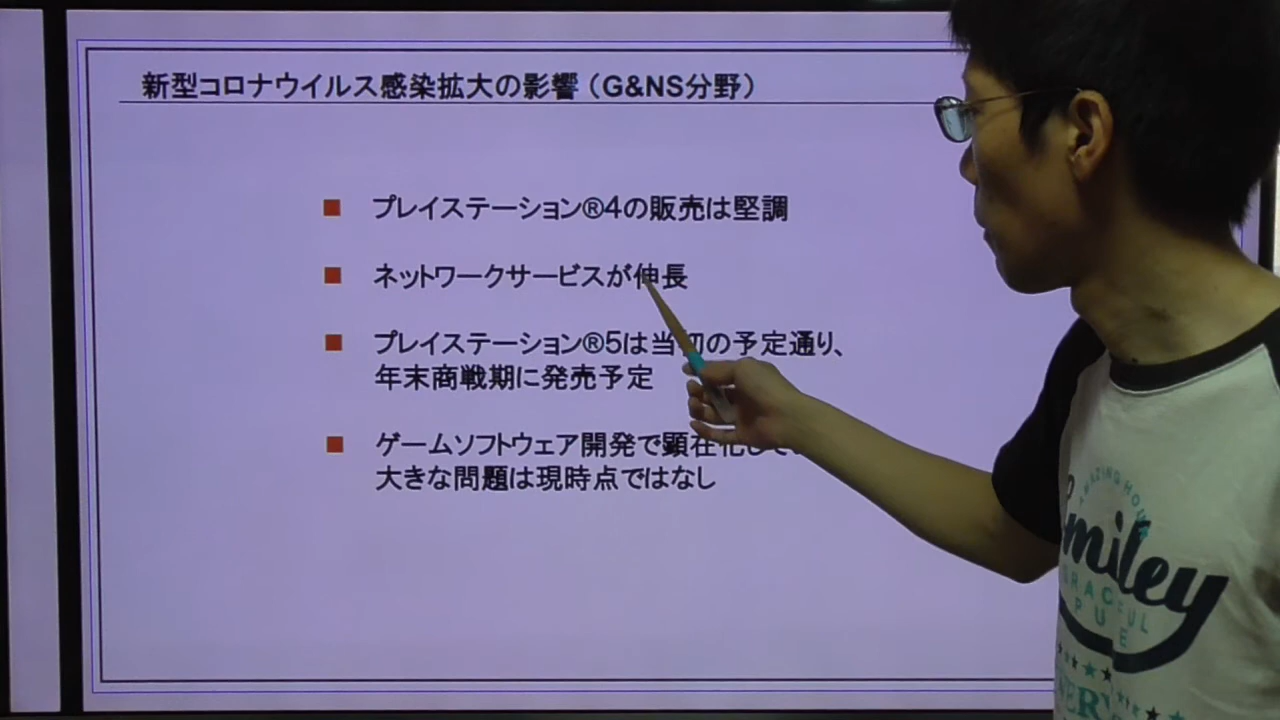 新型コロナウイルス感染拡大の影響（G&NS分野）
■ プレイステーション®4の販売は堅調
■ ネットワークサービスが伸長
■ プレイステーション®5は当初の予定通り、
年末商戦期に発売予定
■ ゲームソフトウェア開発で顕在化して
大きな問題は現時点ではなし
AMAZING HOU
Smiley
GRACEFUL
PUE